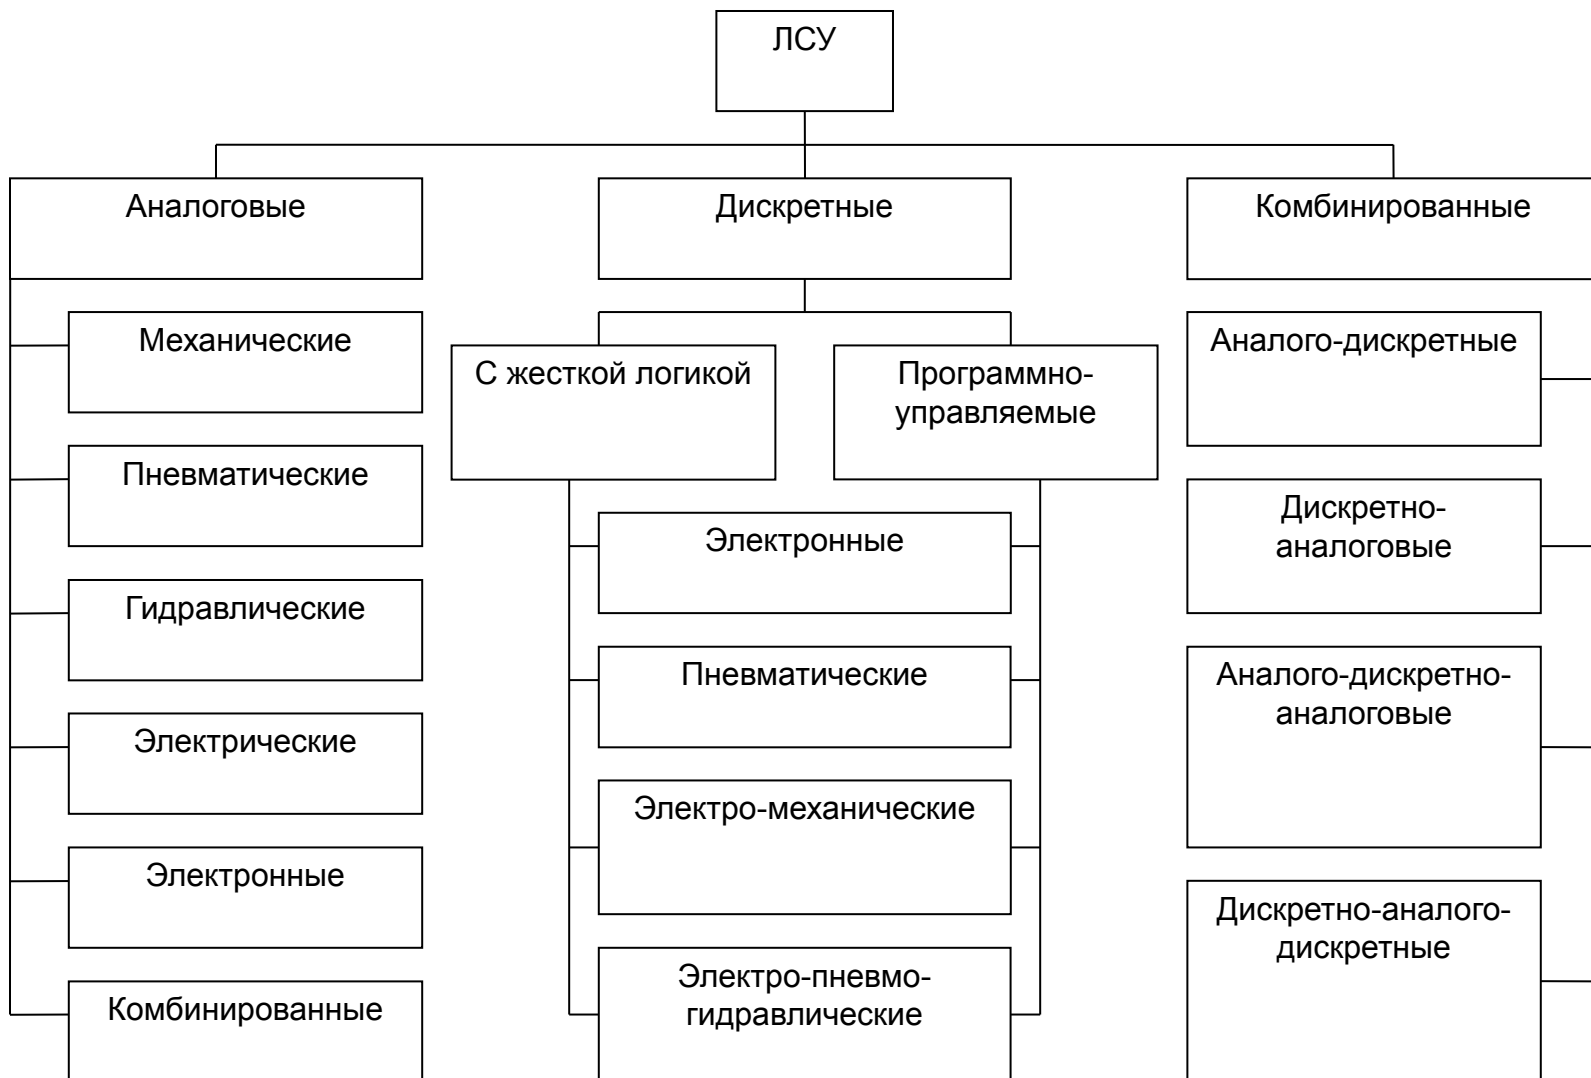 ЛСУ
Аналоговые
Дискретные
Комбинированные
Механические
Пневматические
Гидравлические
Электрические
Электронные
Комбинированные
С жесткой логикой
Программно-
управляемые
Электронные
Пневматические
Электро-механические
Электро-пневмо-
гидравлические
Аналого-дискретные
Дискретно-
аналоговые
Аналого-дискретно-
аналоговые
Дискретно-аналого-
дискретные